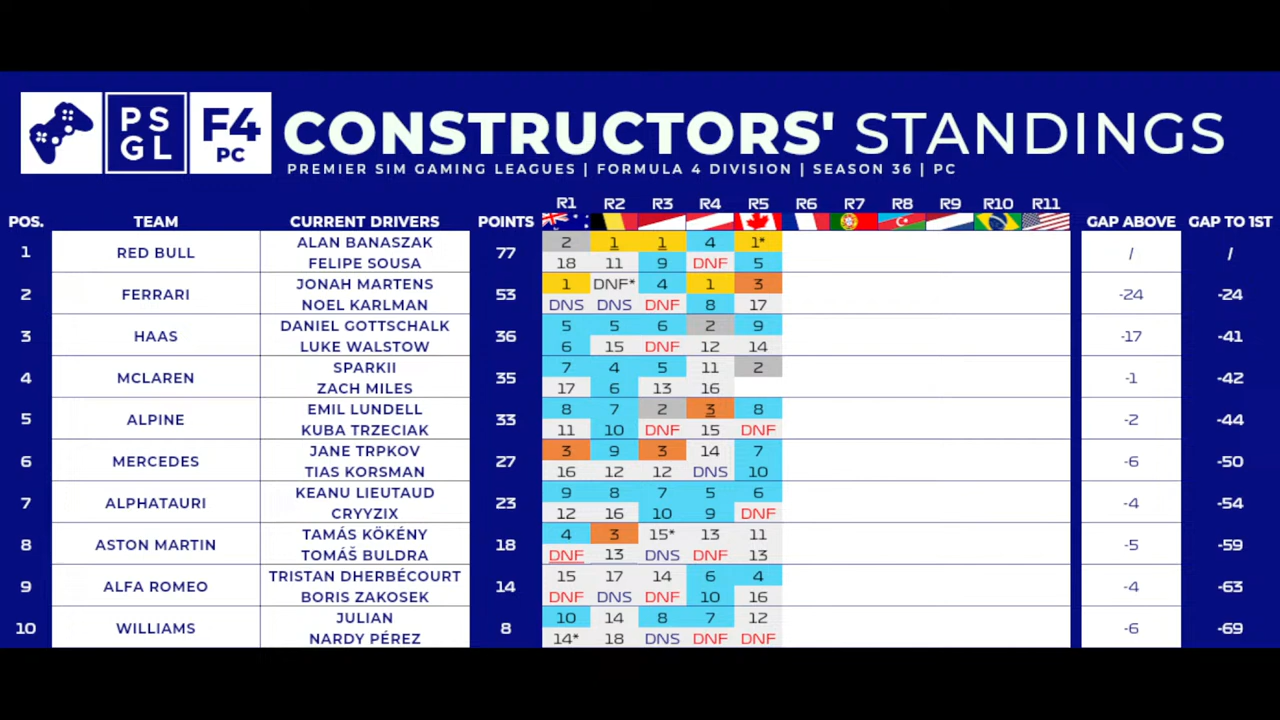 PS
GL
F4
PC
CONSTRUCTORS' STANDINGS
PREMIER SIM GAMING LEAGUES | FORMULA 4 DIVISION | SEASON 36 | PC
R1 R2 R3 R4 R5 R6 R7 R8 R9 R10 R11
POS. TEAM CURRENT DRIVERS POINTS GAP ABOVE GAP TO 1ST
ALAN BANASZAK 2 1 1 4 1*
1 RED BULL 77 / /
FELIPE SOUSA 18 11 9 DNF 5
JONAH MARTENS 1 DNF* 4 1 3
2 FERRARI 53 -24 -24
NOEL KARLMAN DNS DNS DNF 8 17
DANIEL GOTTSCHALK 5 5 6 2 9
3 HAAS 36 -17 -41
LUKE WALSTOW 6 15 DNF 12 14
SPARKII 7 4 5 11 2
4 MCLAREN 35 -1 -42
ZACH MILES 17 6 13 16
EMIL LUNDELL 8 7 2 3 8
5 ALPINE 33 -2 -44
KUBA TRZECIAK 11 10 DNF 15 DNF
JANE TRPKOV 3 9 3 14 7
6 MERCEDES 27 -6 -50
TIAS KORSMAN 16 12 12 DNS 10
KEANU LIEUTAUD 9 8 7 5 6
7 ALPHATAURI 23 -4 -54
CRYYZIX 12 16 10 9 DNF
TAMÁS KÖKÉNY 4 3 15* 13 11
8 ASTON MARTIN 18 -5 -59
TOMÁŠ BULDRA DNF 13 DNS DNF 13
TRISTAN DHERBÉCOURT 15 17 14 6 4
9 ALFA ROMEO 14 -4 -63
BORIS ZAKOSEK DNF DNS DNF 10 16
JULIAN 10 14 8 7 12
10 WILLIAMS 8 -6 -69
NARDY PÉREZ 14* 18 DNS DNF DNF